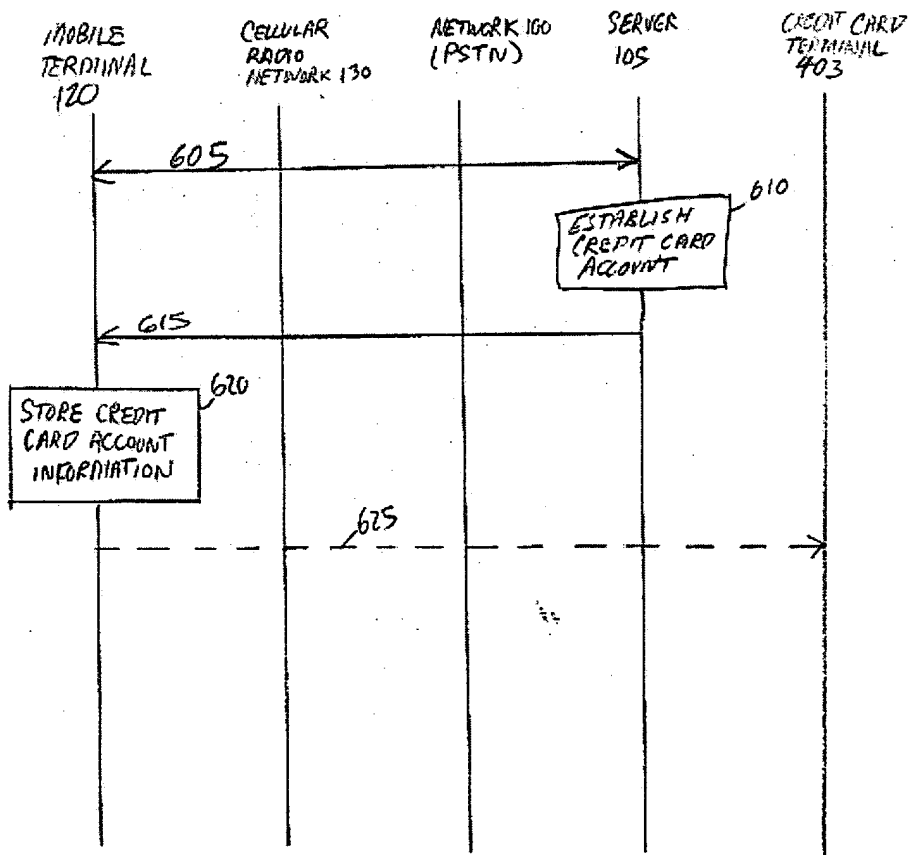 MOBILE
TERMINAL
120
CELLULAR
RADIO
NETWORK 130
NETWORK 100
(PSTN)
SERVER
105
CREDIT CARD
TERMINAL
403
605
610
ESTABLISH
CREDIT CARD
ACCOUNT
615
620
STORE CREDIT
CARD ACCOUNT
INFORMATION
625